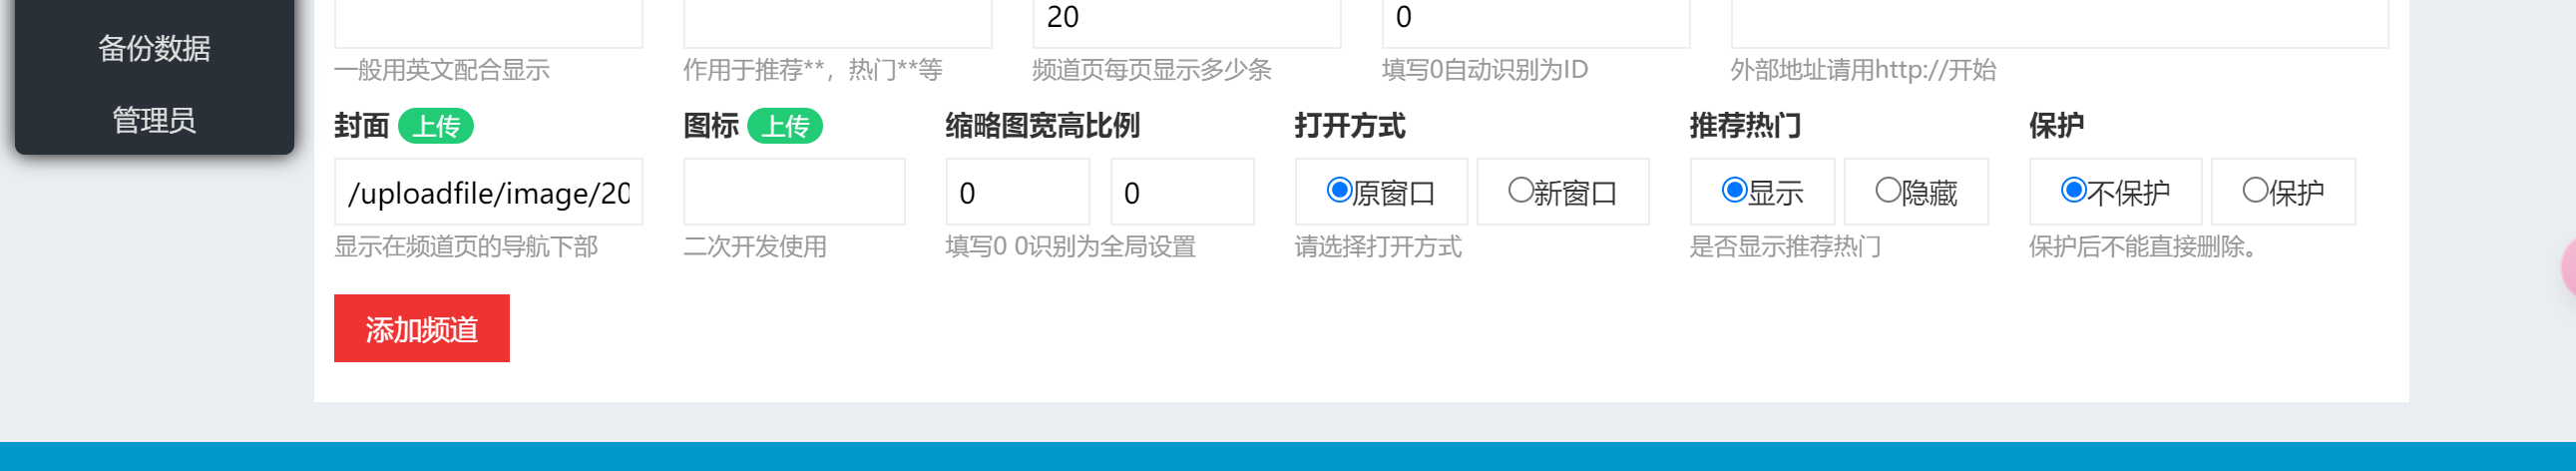 备份数据
管理员
20
0
一般用英文配合显示
作用于推荐**，热门**等
频道页每页显示多少条
填写0自动识别为ID
外部地址请用http://开始
封面 上传
图标 上传
缩略图宽高比例
打开方式
推荐热门
保护
/uploadfile/image/20
0
0
原窗口
新窗口
显示
隐藏
不保护
保护
显示在频道页的导航下部
二次开发使用
填写0 0识别为全局设置
请选择打开方式
是否显示推荐热门
保护后不能直接删除。
添加频道